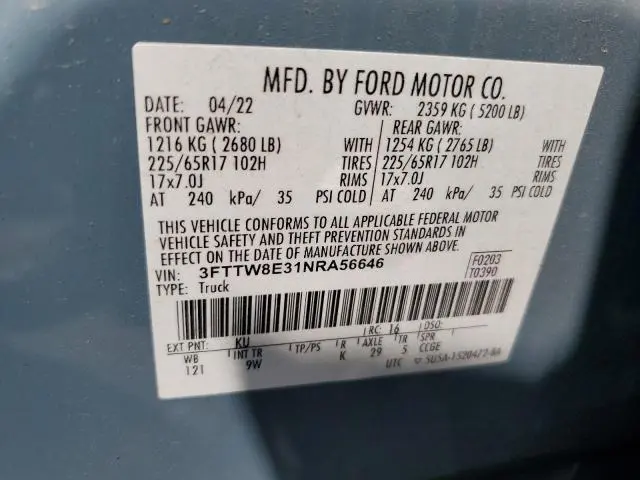 MFD. BY FORD MOTOR CO.
DATE: 04/22 GVWR: 2359 KG ( 5200 LB)
FRONT GAWR: REAR GAWR:
1216 KG ( 2680 LB) WITH 1254 KG ( 2765 LB) WITH
225/65R17 102H TIRES 225/65R17 102H TIRES
17x7.0J RIMS 17x7.0J RIMS
AT 240 kPa/ 35 PSI COLD AT 240 kPa/ 35 PSI COLD
THIS VEHICLE CONFORMS TO ALL APPLICABLE FEDERAL MOTOR
VEHICLE SAFETY AND THEFT PREVENTION STANDARDS IN
EFFECT ON THE DATE OF MANUFACTURE SHOWN ABOVE.
VIN: 3FTTW8E31NRA56646 F0203
TYPE: Truck T0390
EXT PNT: KU RC: 16 DSO:
WB INT TR TP/PS R AXLE TR SPR
121 9W K 29 5 CCGE
UTC